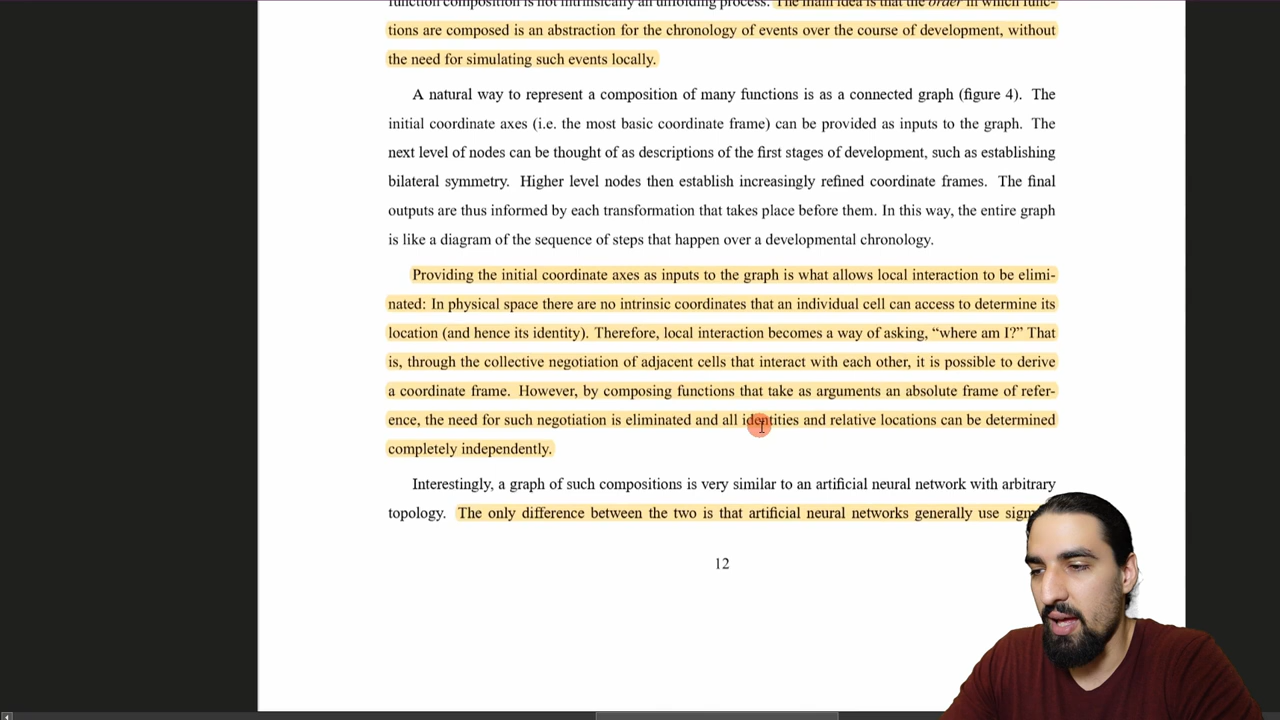 function composition is not intrinsically an unfolding process. The main idea is that the order in which func-
tions are composed is an abstraction for the chronology of events over the course of development, without
the need for simulating such events locally.
A natural way to represent a composition of many functions is as a connected graph (figure 4). The
initial coordinate axes (i.e. the most basic coordinate frame) can be provided as inputs to the graph. The
next level of nodes can be thought of as descriptions of the first stages of development, such as establishing
bilateral symmetry. Higher level nodes then establish increasingly refined coordinate frames. The final
outputs are thus informed by each transformation that takes place before them. In this way, the entire graph
is like a diagram of the sequence of steps that happen over a developmental chronology.
Providing the initial coordinate axes as inputs to the graph is what allows local interaction to be elimi-
nated: In physical space there are no intrinsic coordinates that an individual cell can access to determine its
location (and hence its identity). Therefore, local interaction becomes a way of asking, “where am I?” That
is, through the collective negotiation of adjacent cells that interact with each other, it is possible to derive
a coordinate frame. However, by composing functions that take as arguments an absolute frame of refer-
ence, the need for such negotiation is eliminated and all identities and relative locations can be determined
completely independently.
Interestingly, a graph of such compositions is very similar to an artificial neural network with arbitrary
topology. The only difference between the two is that artificial neural networks generally use
12